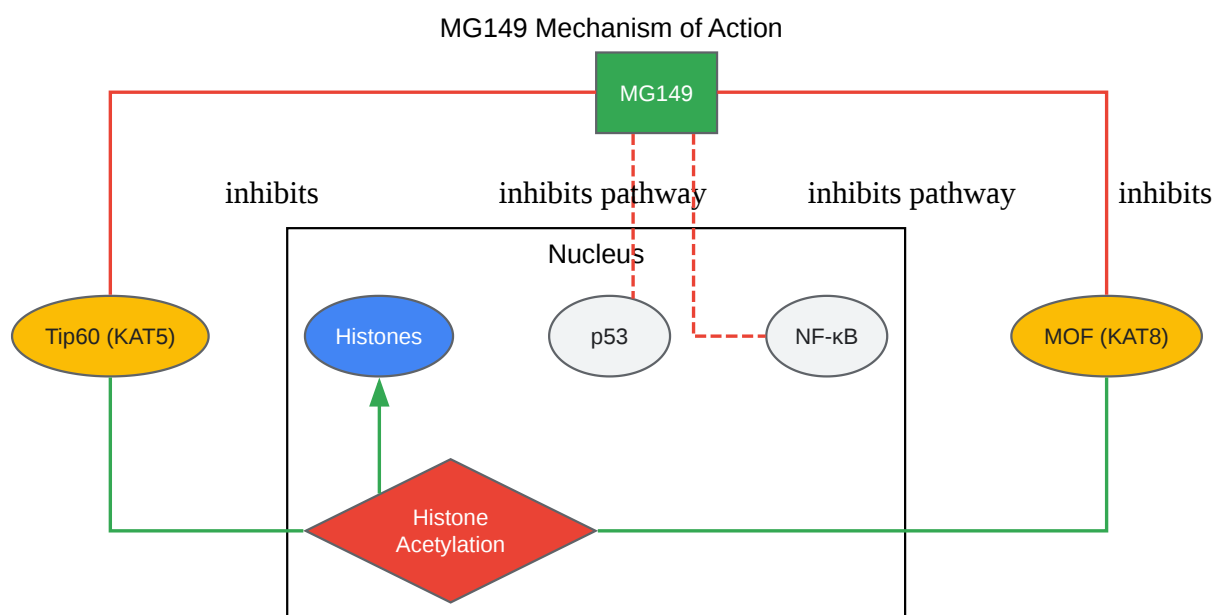 MG149 Mechanism of Action
MG149
inhibits
inhibits pathway
inhibits pathway
inhibits
Nucleus
Tip60 (KAT5)
Histones
p53
NF-κB
MOF (KAT8)
Histone
Acetylation